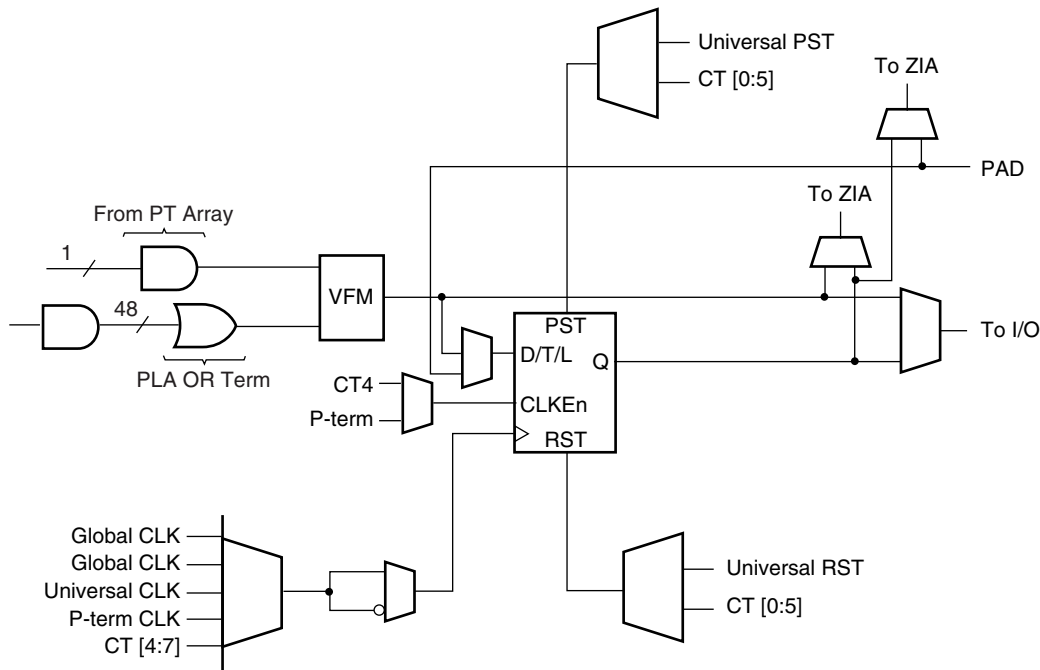 Universal PST
CT [0:5]
To ZIA
PAD
To ZIA
From PT Array
1
48
VFM
PLA OR Term
PST
D/T/L
Q
CLKEn
RST
To I/O
CT4
P-term
Global CLK
Global CLK
Universal CLK
P-term CLK
CT [4:7]
Universal RST
CT [0:5]